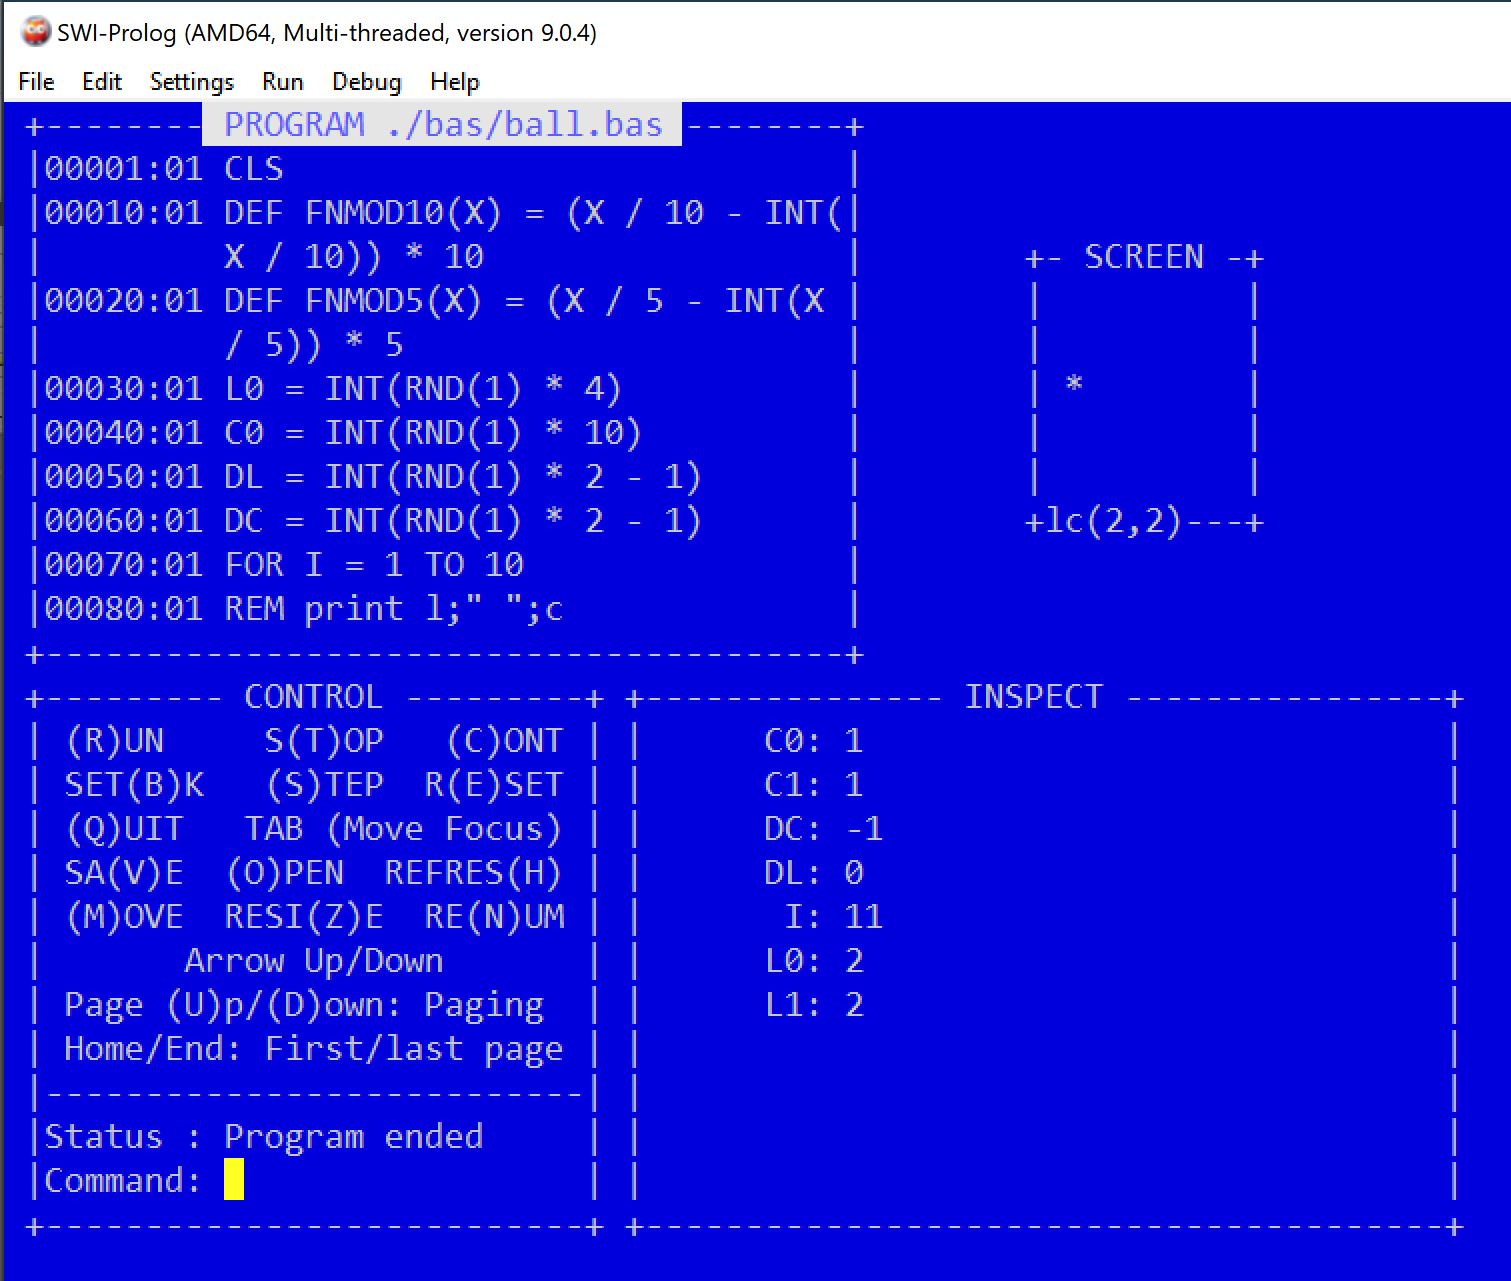 SWI-Prolog (AMD64, Multi-threaded, version 9.0.4)
File Edit Settings Run Debug Help
+-------- PROGRAM ./bas/ball.bas --------+
|00001:01 CLS |
|00010:01 DEF FNMOD10(X) = (X / 10 - INT(|
| X / 10)) * 10 |
|00020:01 DEF FNMOD5(X) = (X / 5 - INT(X |
| / 5)) * 5 |
|00030:01 L0 = INT(RND(1) * 4) |
|00040:01 C0 = INT(RND(1) * 10) |
|00050:01 DL = INT(RND(1) * 2 - 1) |
|00060:01 DC = INT(RND(1) * 2 - 1) |
|00070:01 FOR I = 1 TO 10 |
|00080:01 REM print l;" ";c |
+----------------------------------------+
+- SCREEN -+
| |
| |
| * |
| |
| |
+lc(2,2)---+
+--------- CONTROL ---------+
| (R)UN S(T)OP (C)ONT |
| SET(B)K (S)TEP R(E)SET |
| (Q)UIT TAB (Move Focus) |
| SA(V)E (O)PEN REFRES(H) |
| (M)OVE RESI(Z)E RE(N)UM |
| Arrow Up/Down |
| Page (U)p/(D)own: Paging |
| Home/End: First/last page |
|---------------------------|
|Status : Program ended |
|Command: |
+---------------------------+
+--------------- INSPECT ----------------+
| C0: 1 |
| C1: 1 |
| DC: -1 |
| DL: 0 |
| I: 11 |
| L0: 2 |
| L1: 2 |
| |
| |
| |
| |
+----------------------------------------+